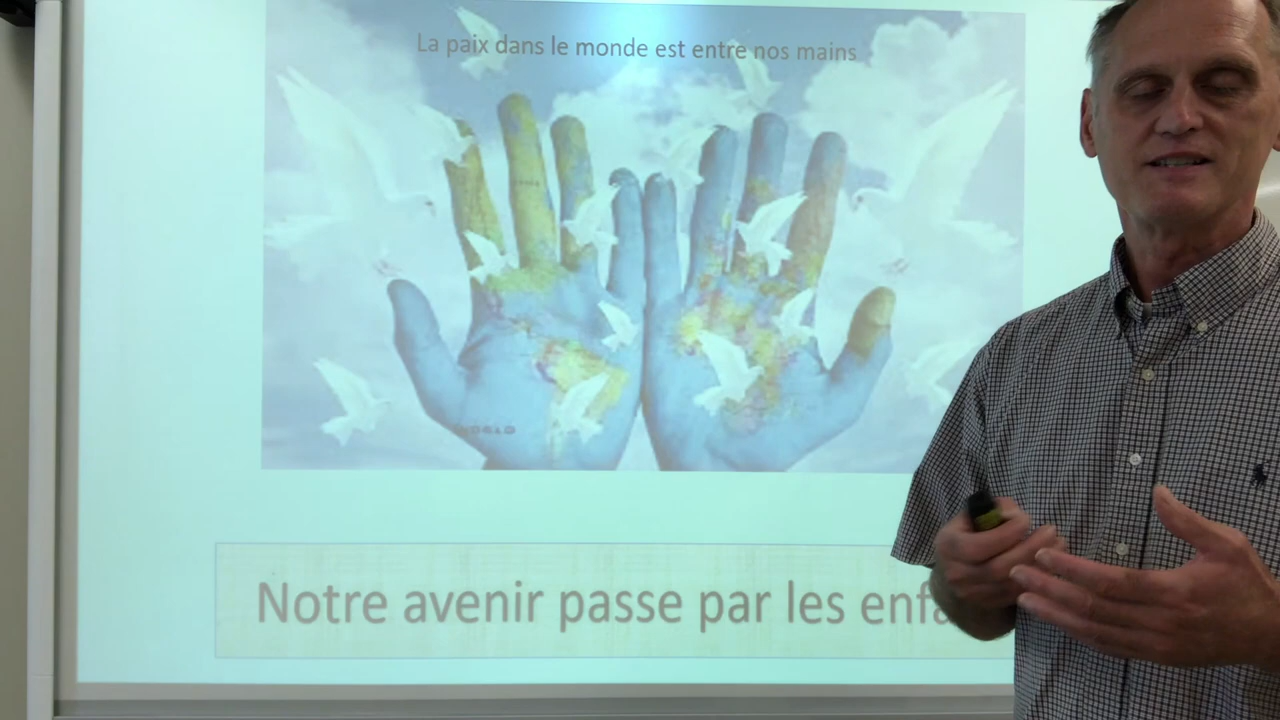 La paix dans le monde est entre nos mains
Notre avenir passe par les enfa